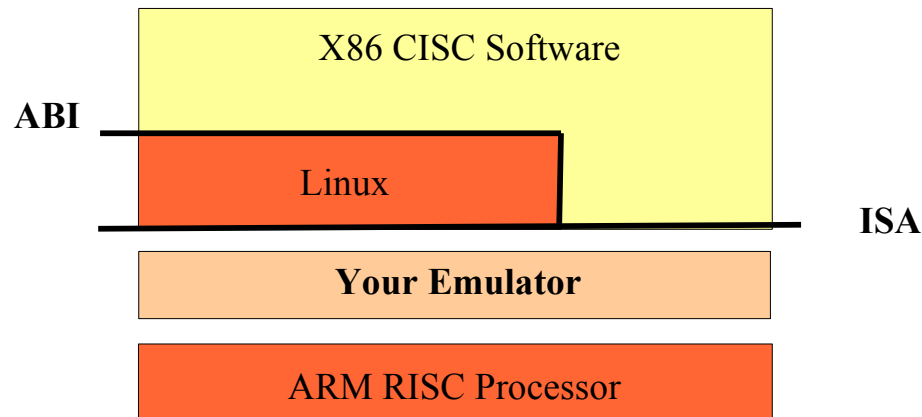 X86 CISC Software
ABI
Linux
ISA
Your Emulator
ARM RISC Processor